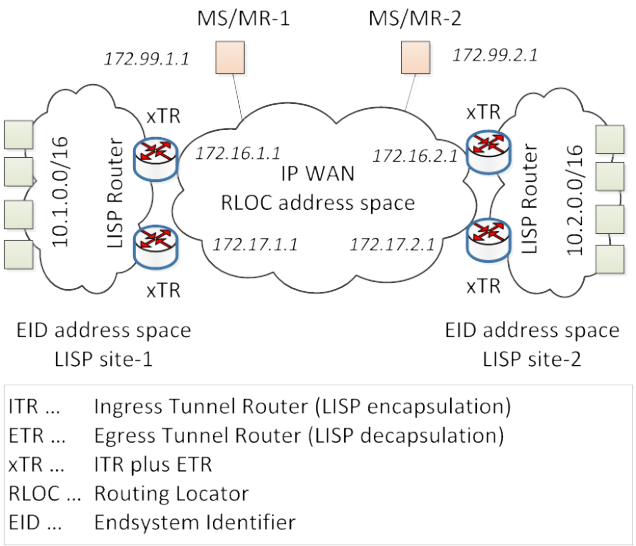 MS/MR-1
MS/MR-2
172.99.1.1
172.99.2.1
xTR
xTR
10.1.0.0/16
LISP Router
172.16.1.1
172.16.2.1
IP WAN
RLOC address space
LISP Router
10.2.0.0/16
172.17.1.1
172.17.2.1
xTR
xTR
EID address space
LISP site-1
EID address space
LISP site-2
ITR ... Ingress Tunnel Router (LISP encapsulation)
ETR ... Egress Tunnel Router (LISP decapsulation)
xTR ... ITR plus ETR
RLOC ... Routing Locator
EID ... Endsystem Identifier